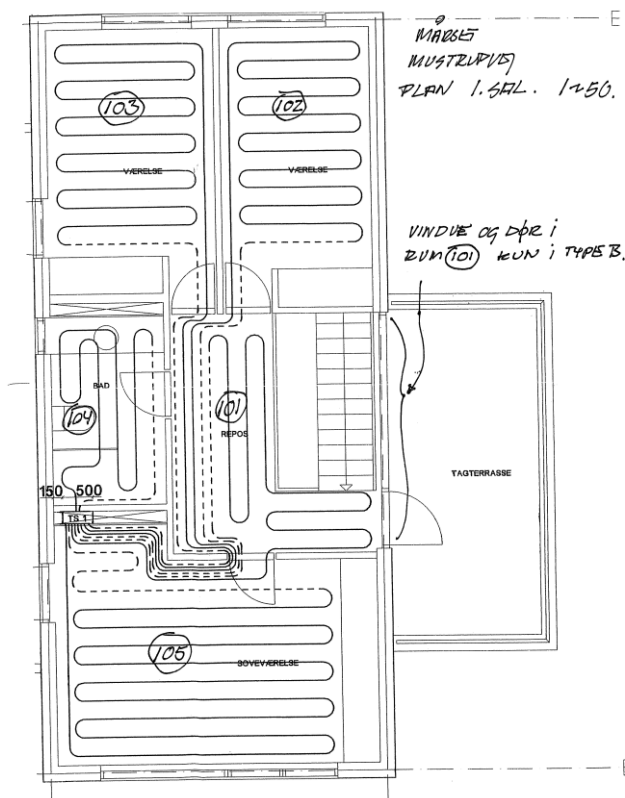 E
MÅRSET
MUSTRUPVEJ
PLAN 1. SAL. 1~50.
103
102
VÆRELSE
VÆRELSE
VINDUE OG DØR i
RUM 101 KUN i TYPE B.
BAD
104
101
REPOS
TAGTERRASSE
150 500
TS 1
105
SOVEVÆRELSE